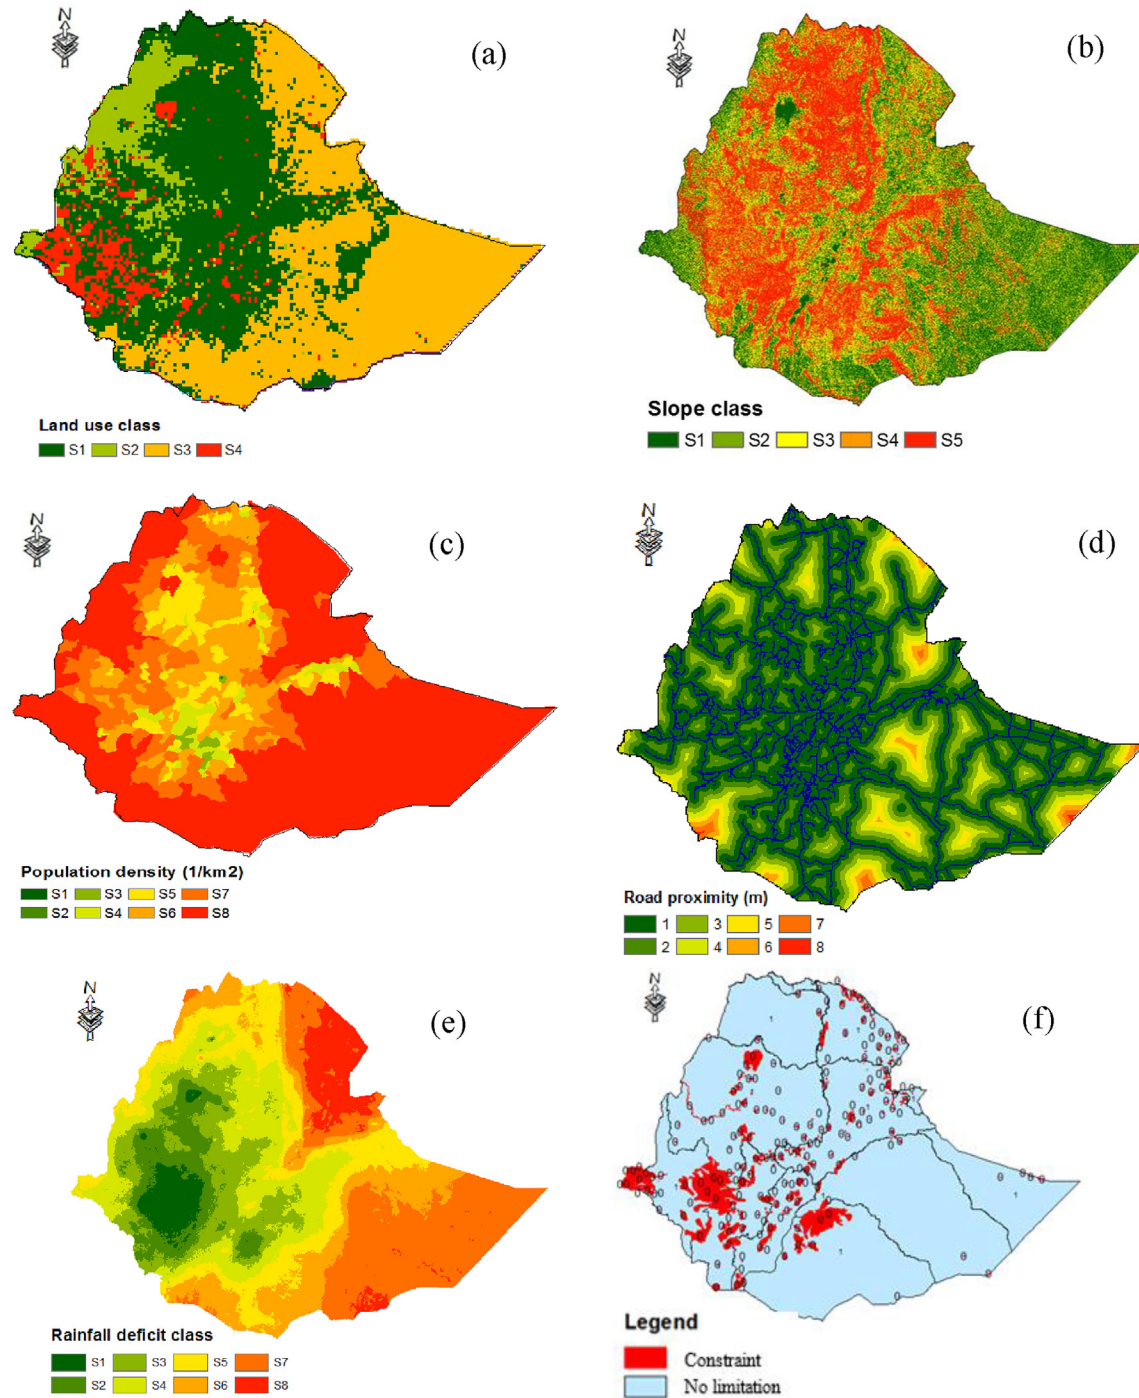 N
(a)
Land use class
S1 S2 S3 S4
N
(b)
Slope class
S1 S2 S3 S4 S5
N
(c)
Population density (1/km2)
S1 S3 S5 S7
S2 S4 S6 S8
N
(d)
Road proximity (m)
1 3 5 7
2 4 6 8
N
(e)
Rainfall deficit class
S1 S3 S5 S7
S2 S4 S6 S8
N
(f)
Legend
Constraint
No limitation